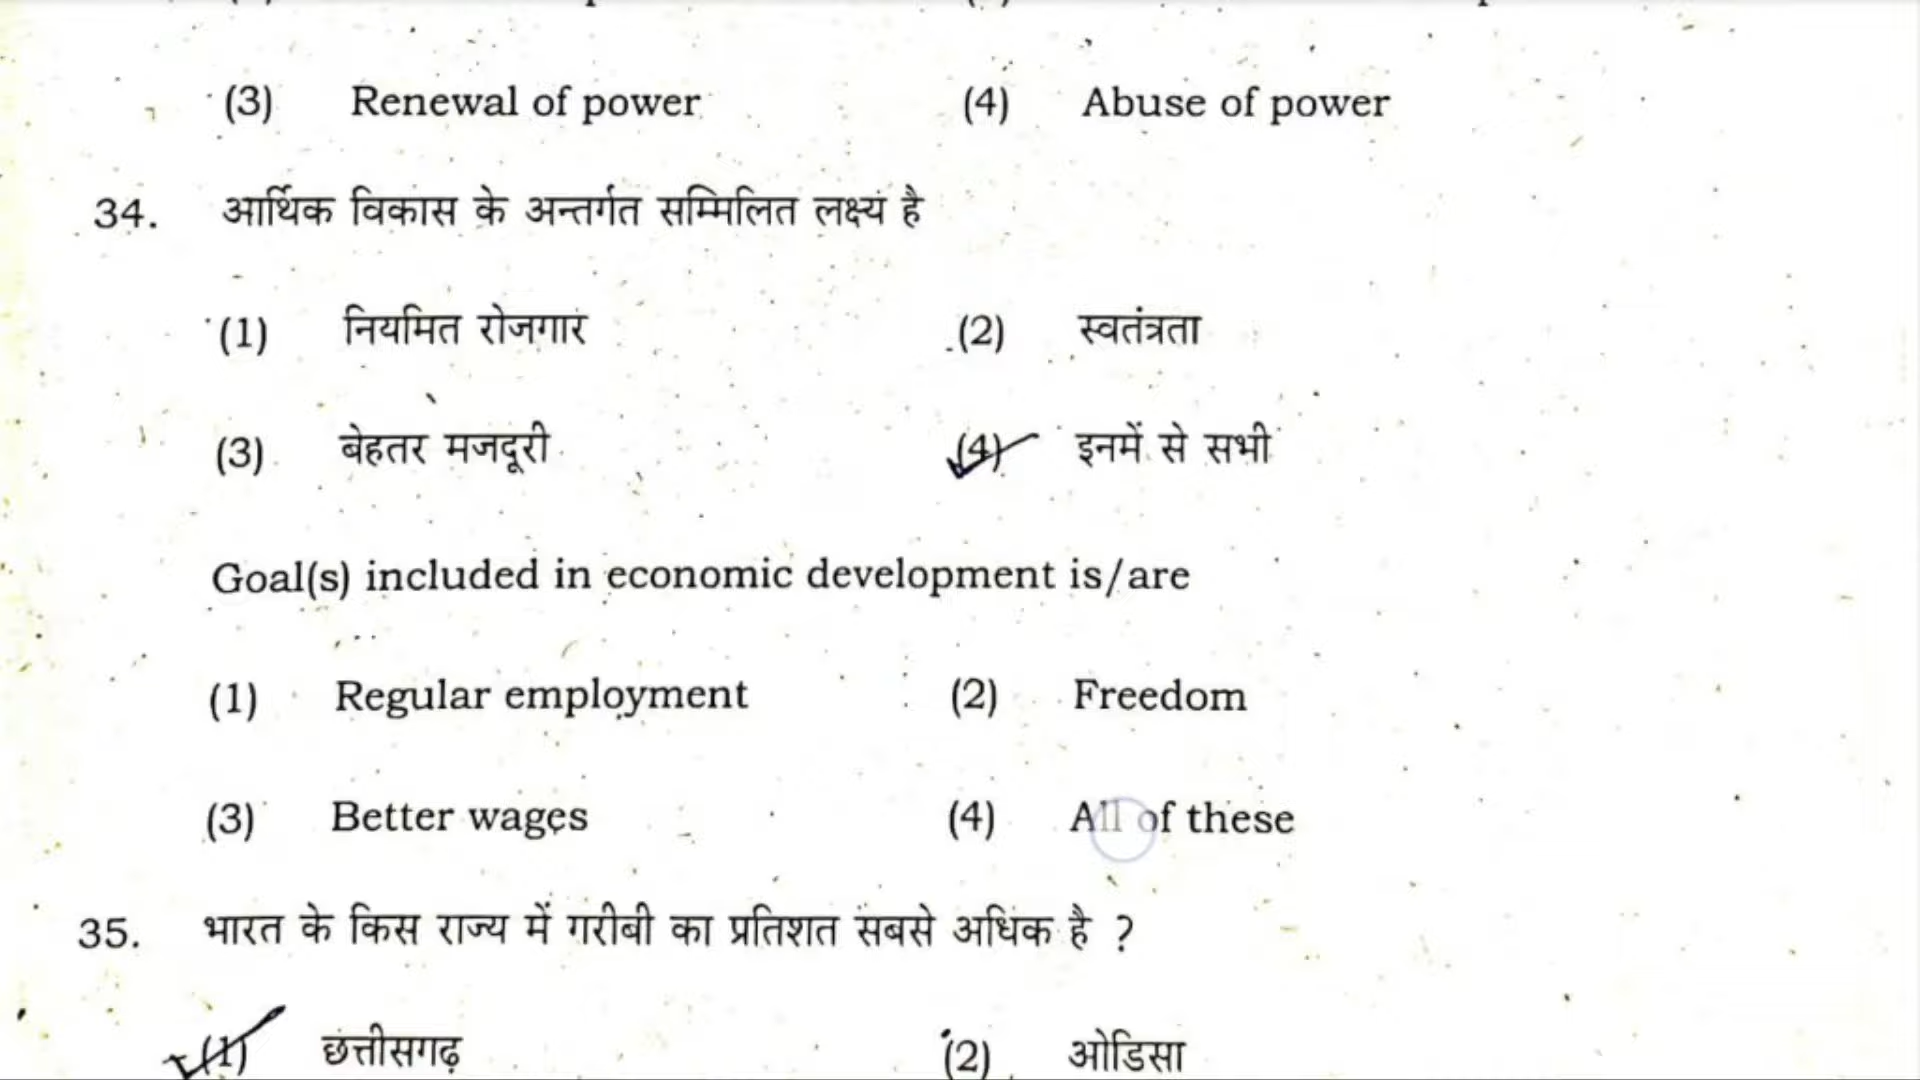 (3) Renewal of power (4) Abuse of power
34. आर्थिक विकास के अन्तर्गत सम्मिलित लक्ष्य है
(1) नियमित रोजगार (2) स्वतंत्रता
(3) बेहतर मजदूरी (4) इनमें से सभी
Goal(s) included in economic development is/are
(1) Regular employment (2) Freedom
(3) Better wages (4) All of these
35. भारत के किस राज्य में गरीबी का प्रतिशत सबसे अधिक है ?
(1) छत्तीसगढ़ (2) ओडिसा